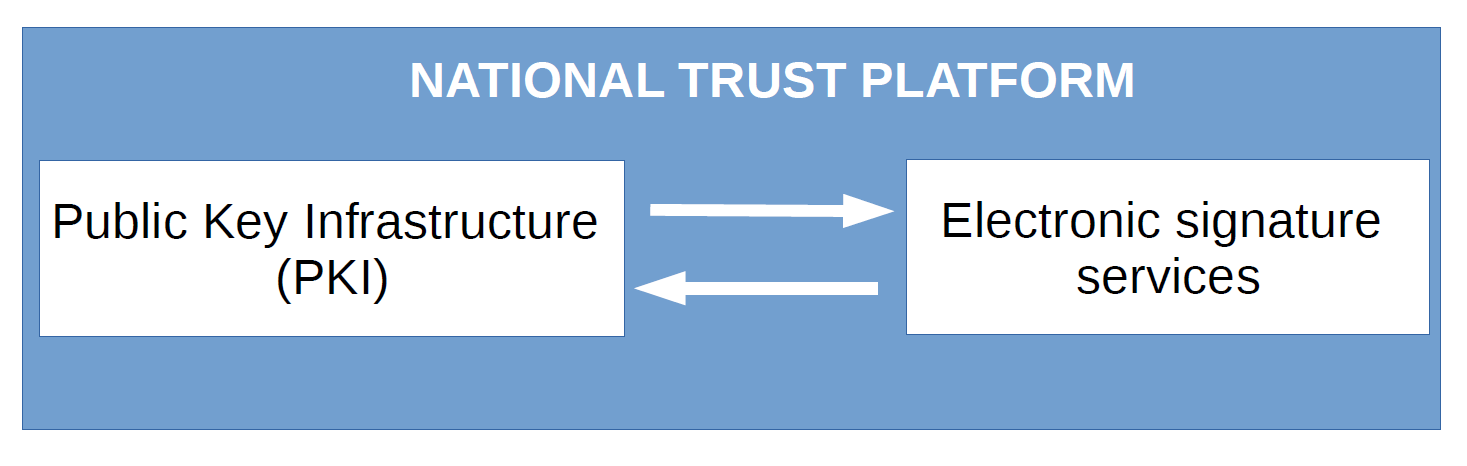 NATIONAL TRUST PLATFORM
Public Key Infrastructure
(PKI)
Electronic signature
services